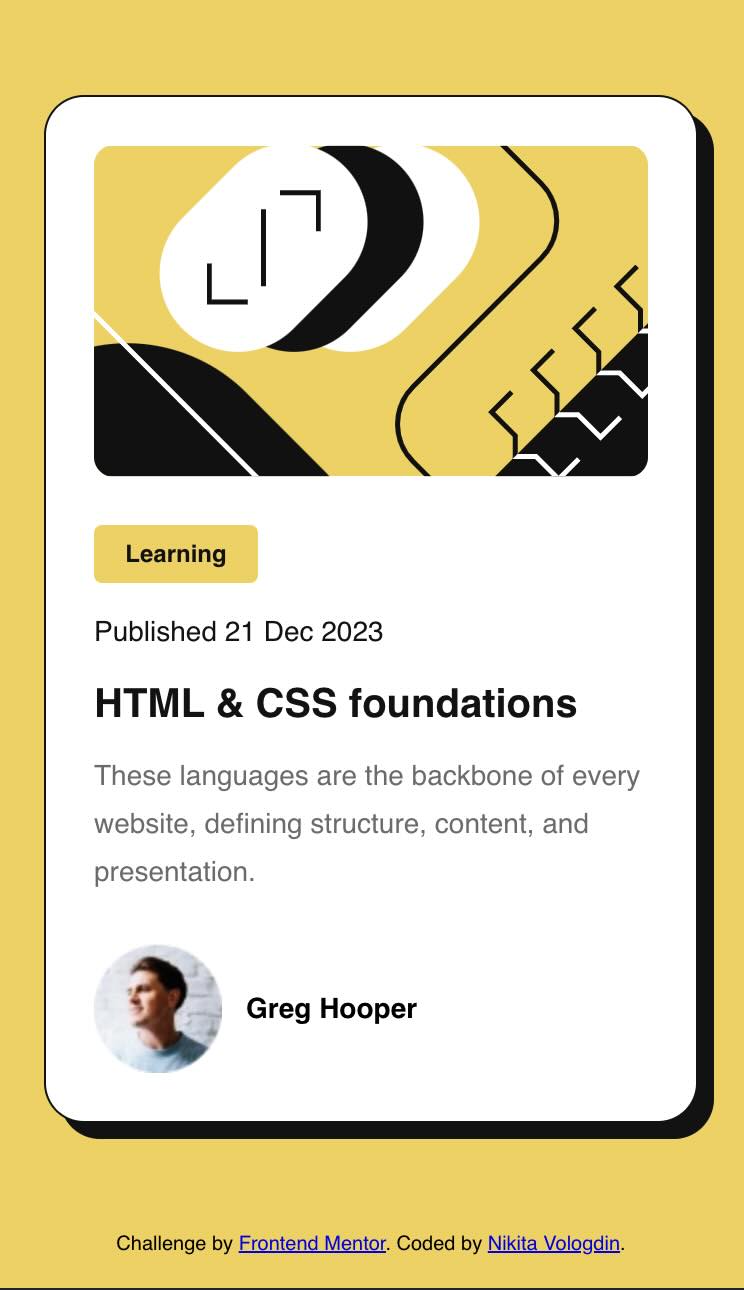 Learning
Published 21 Dec 2023
HTML & CSS foundations
These languages are the backbone of every
website, defining structure, content, and
presentation.
Greg Hooper
Challenge by Frontend Mentor. Coded by Nikita Vologdin.